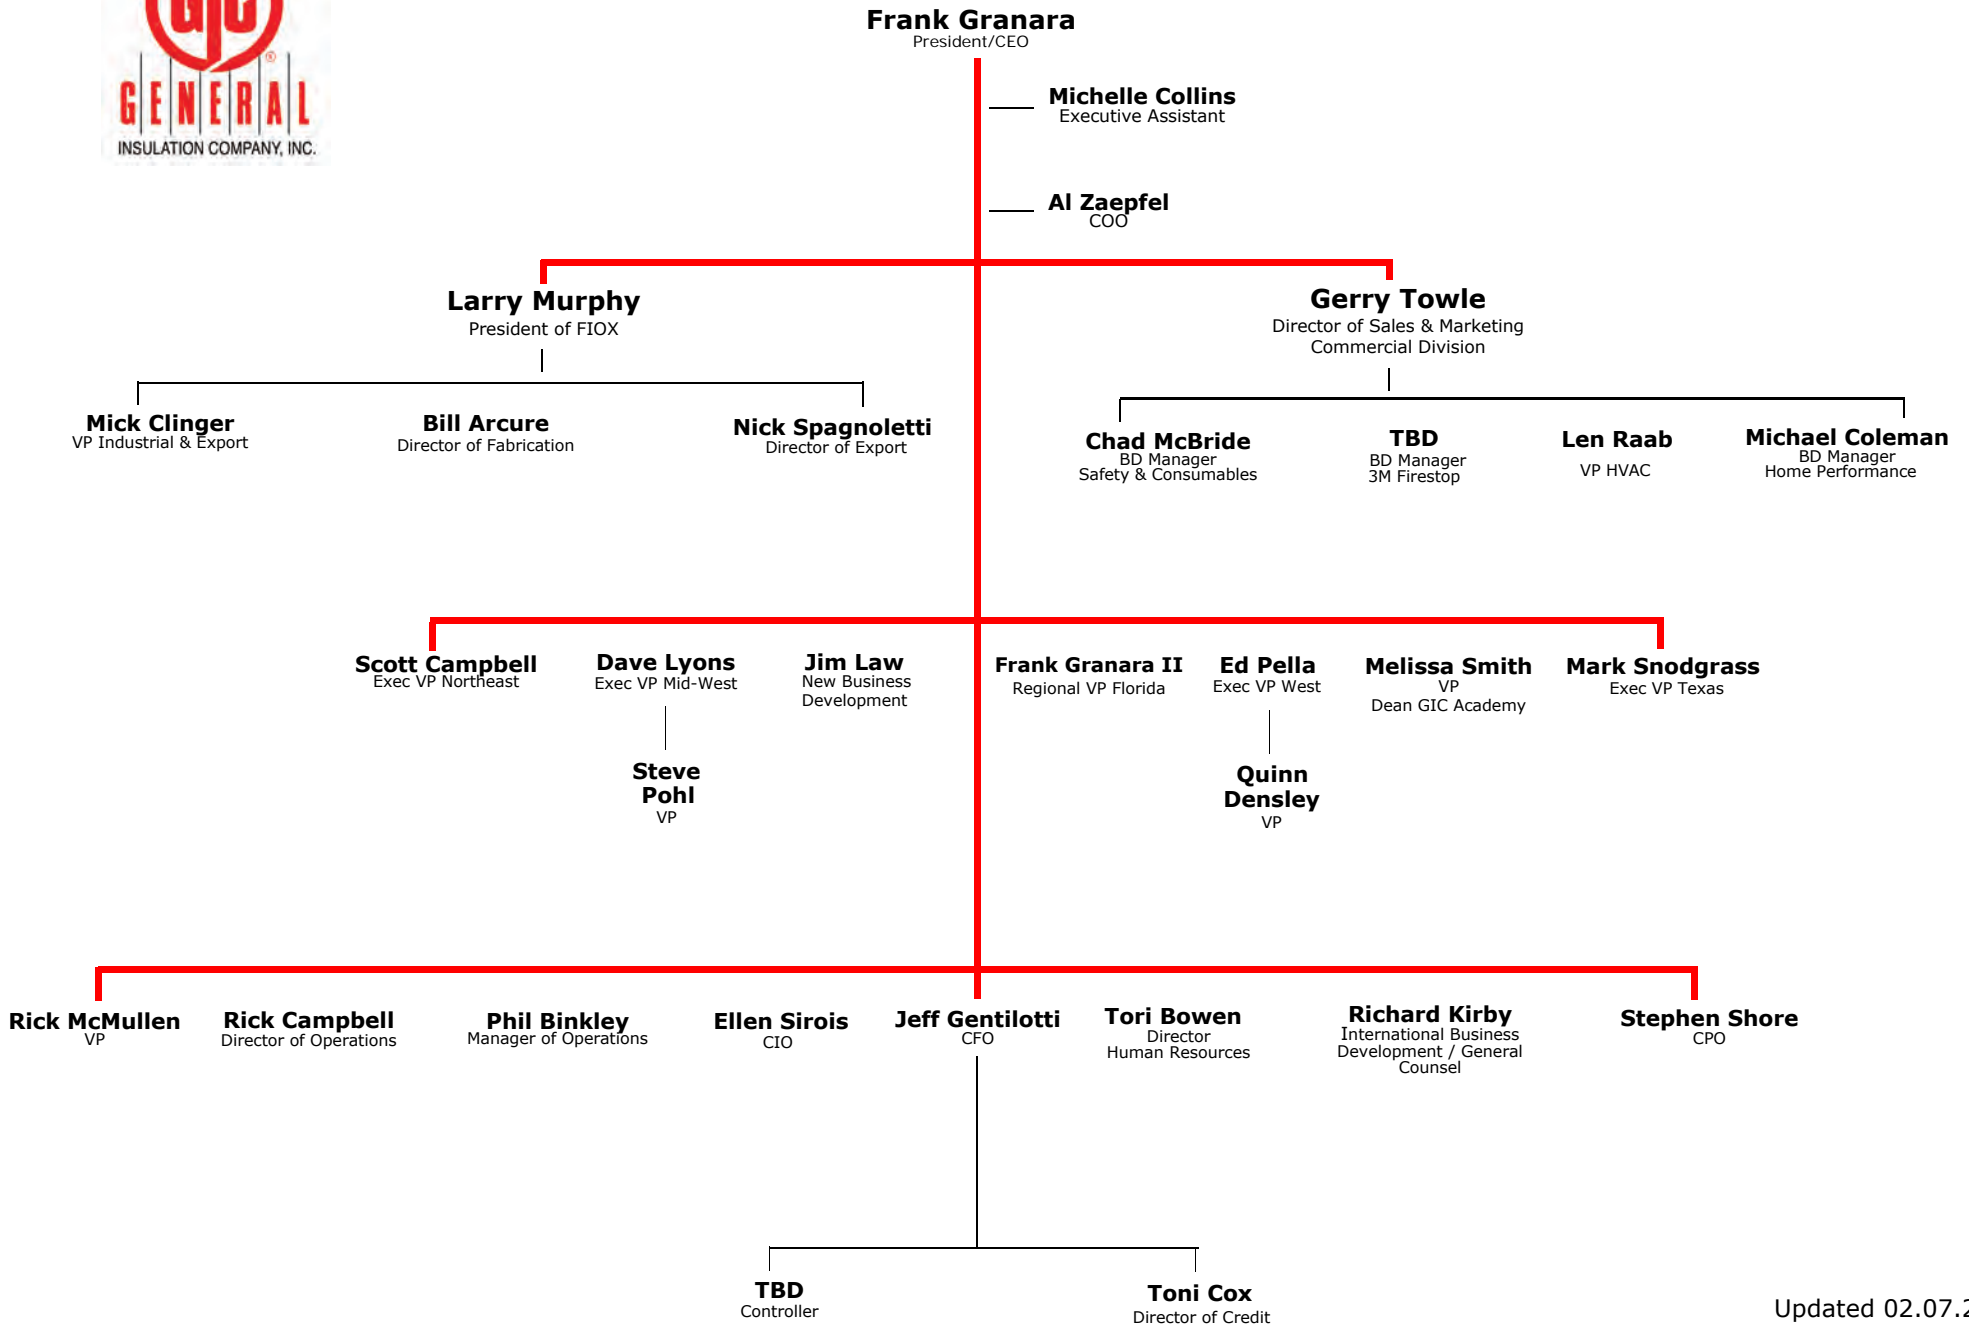 GENERAL
INSULATION COMPANY, INC.
Frank Granara
President/CEO
Michelle Collins
Executive Assistant
Al Zaepfel
COO
Larry Murphy
President of FIOX
Gerry Towle
Director of Sales & Marketing
Commercial Division
Mick Clinger
VP Industrial & Export
Bill Arcure
Director of Fabrication
Nick Spagnoletti
Director of Export
Chad McBride
BD Manager
Safety & Consumables
TBD
BD Manager
3M Firestop
Len Raab
VP HVAC
Michael Coleman
BD Manager
Home Performance
Scott Campbell
Exec VP Northeast
Dave Lyons
Exec VP Mid-West
Jim Law
New Business
Development
Frank Granara II
Regional VP Florida
Ed Pella
Exec VP West
Melissa Smith
VP
Dean GIC Academy
Mark Snodgrass
Exec VP Texas
Steve
Pohl
VP
Quinn
Densley
VP
Rick McMullen
VP
Rick Campbell
Director of Operations
Phil Binkley
Manager of Operations
Ellen Sirois
CIO
Jeff Gentilotti
CFO
Tori Bowen
Director
Human Resources
Richard Kirby
International Business
Development / General
Counsel
Stephen Shore
CPO
TBD
Controller
Toni Cox
Director of Credit
Updated 02.07.